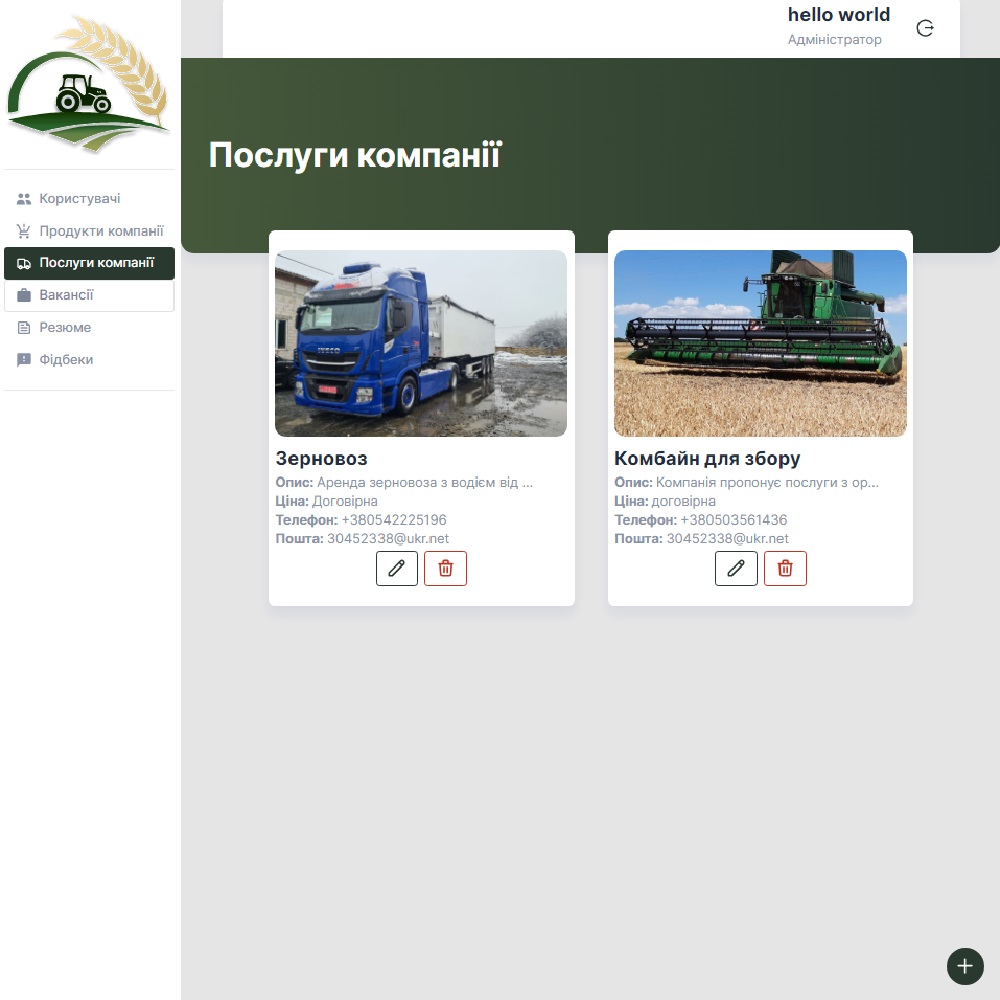 hello world
Адміністратор
Послуги компанії
Користувачі
Продукти компанії
Послуги компанії
Вакансії
Резюме
Фідбеки
IVECO
Зерновоз
Опис: Аренда зерновоза з водієм від ...
Ціна: Договірна
Телефон: +380542225196
Пошта: 30452338@ukr.net
Комбайн для збору
Опис: Компанія пропонує послуги з ор...
Ціна: договірна
Телефон: +380503561436
Пошта: 30452338@ukr.net